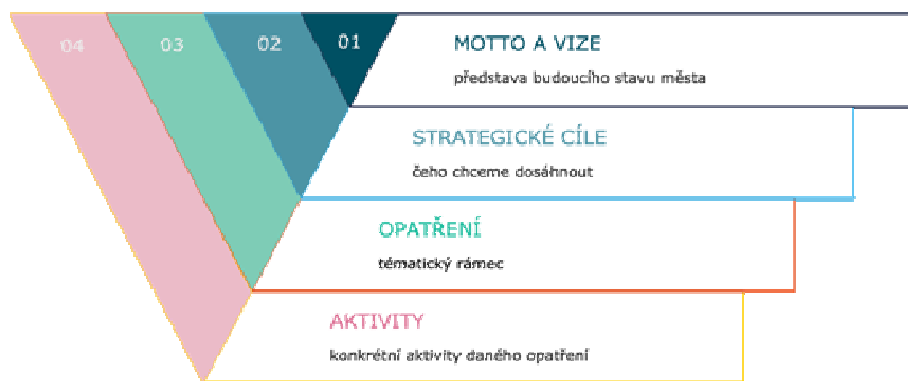 04 03 02 01
MOTTO A VIZE
představa budoucího stavu města
STRATEGICKÉ CÍLE
čeho chceme dosáhnout
OPATŘENÍ
tématický rámec
AKTIVITY
konkrétní aktivity daného opatření